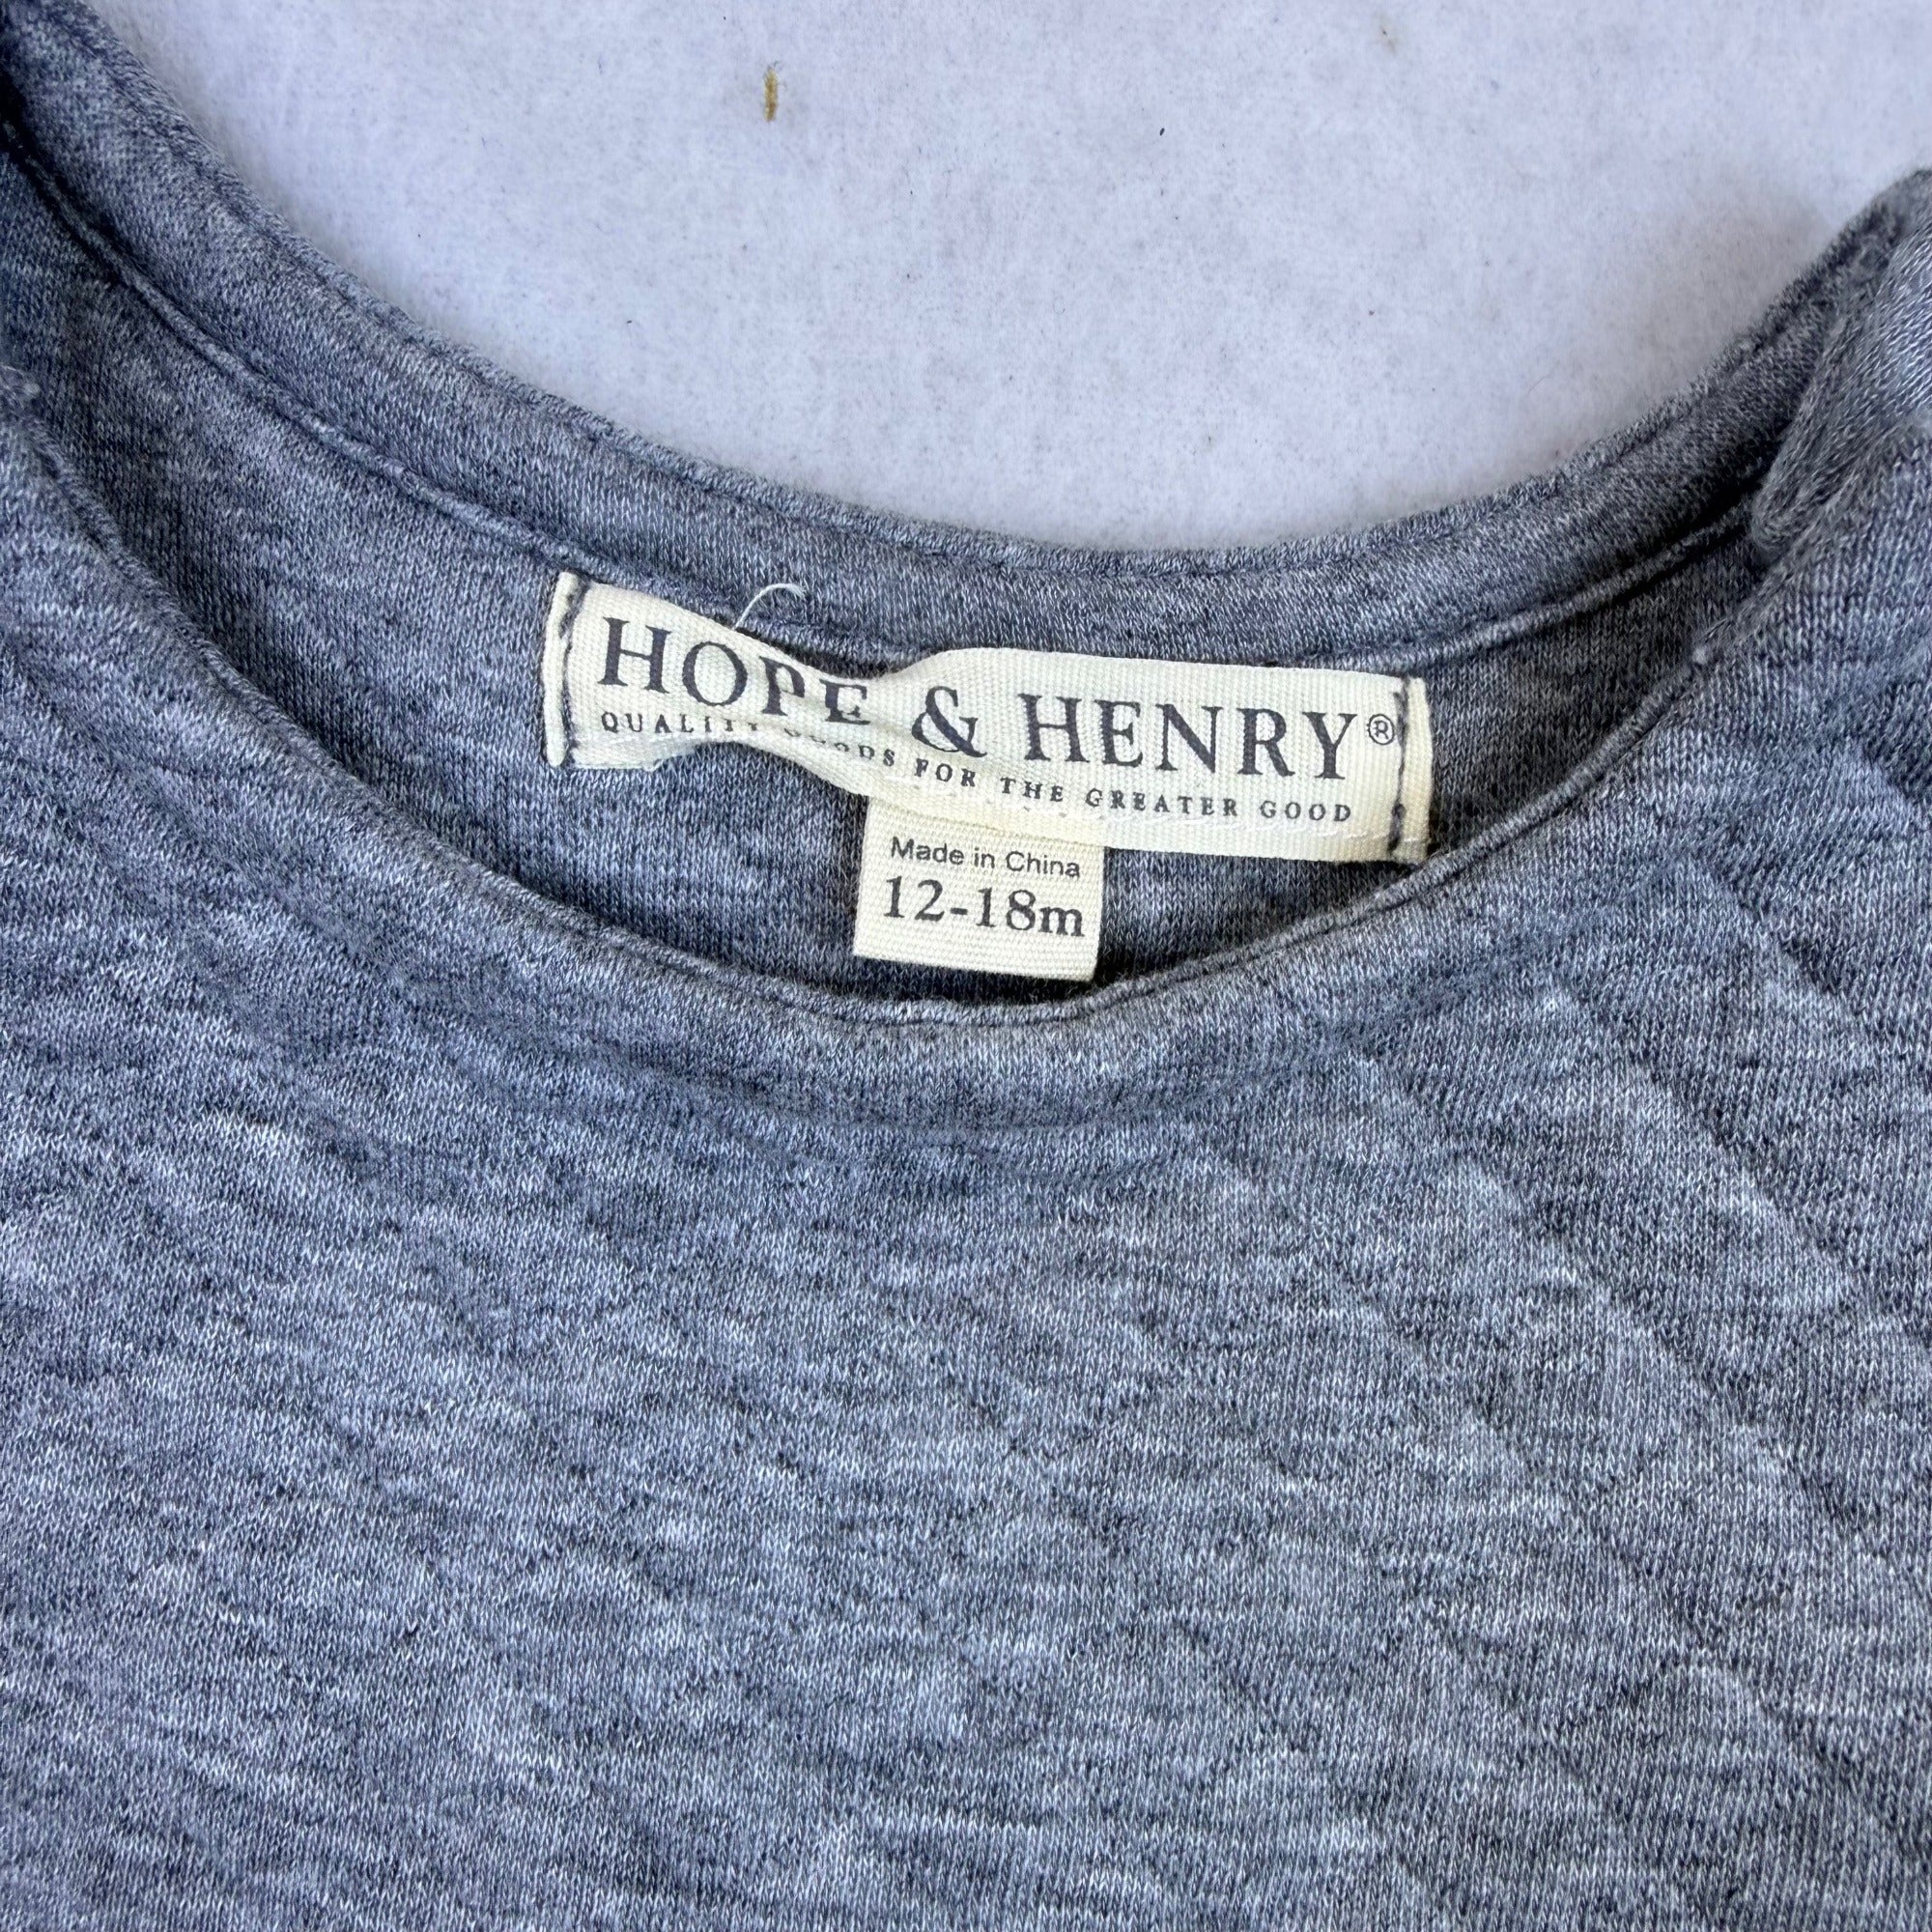 HOPE & HENRY®
QUALITY GOODS FOR THE GREATER GOOD
Made in China
12-18m